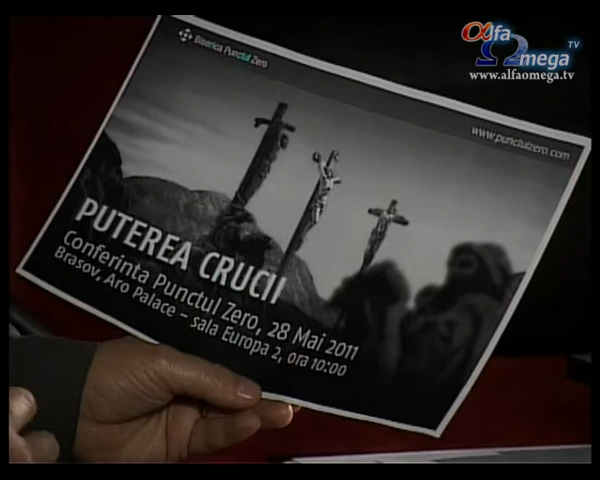 αlfa
Ωmega TV
www.alfaomega.tv
Biserica Punctul Zero
www.punctulzero.com
PUTEREA CRUCII
Conferinta Punctul Zero, 28 Mai 2011
Brasov, Aro Palace – sala Europa 2, ora 10:00